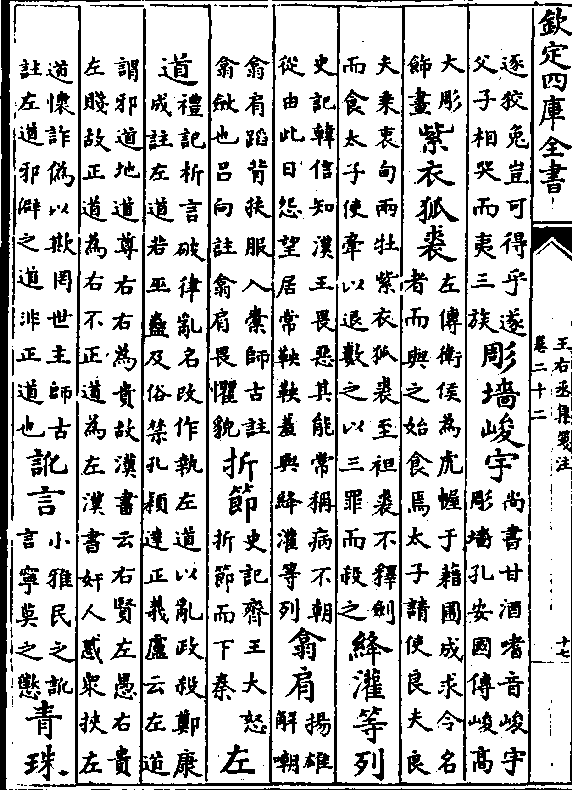 欽定四庫全書
王右丞集箋注
卷二十二
十七
逐狡兔豈可得乎遂
父子相哭而夷三族
彫墻峻宇
尚書甘酒嗜音峻宇
彫墻孔安國傳峻高
大彫
飾畫
紫衣狐裘
左傳衛侯為虎幄于藉圃成求令名
者而與之始食焉太子請使良夫良
夫乗衷甸兩牡紫衣狐裘至袒裘不釋劍
而食太子使牽以退數之以三罪而殺之
絳灌等列
史記韓信知漢王畏惡其能常稱病不朝
從由此日怨望居常鞅鞅羞與絳灌等列
翕肩
揚雄
解嘲
翕肩蹈背扶服入橐師古註
翕斂也呂向註翕肩畏懼貌
折節
史記齊王大怒
折節而下秦
左
道
禮記析言破律亂名改作執左道以亂政殺鄭康
成註左道若巫蠱及俗禁孔穎達正義盧云左道
謂邪道地道尊右右為貴故漢書云右賢左愚右貴
左賤故正道為右不正道為左漢書奸人惑衆挾左
道懷詐偽以欺罔世主師古
註左道邪僻之道非正道也
訛言
小雅民之訛
言寧莫之懲
青珠